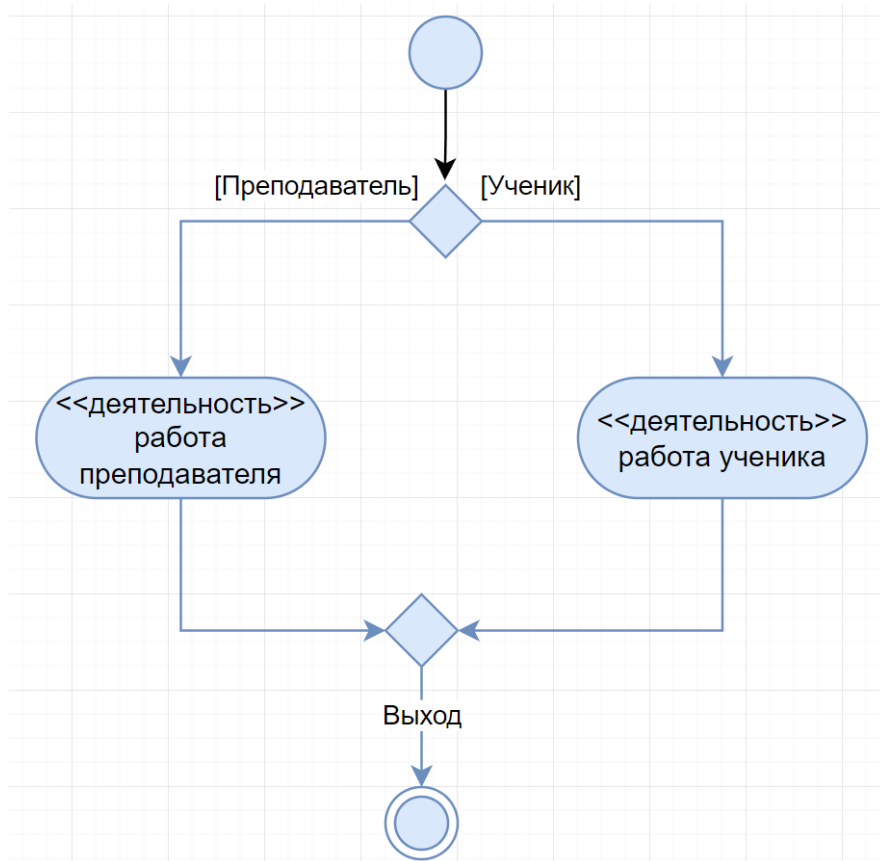 [Преподаватель]
[Ученик]
<<деятельность>>
работа
преподавателя
<<деятельность>>
работа ученика
Выход